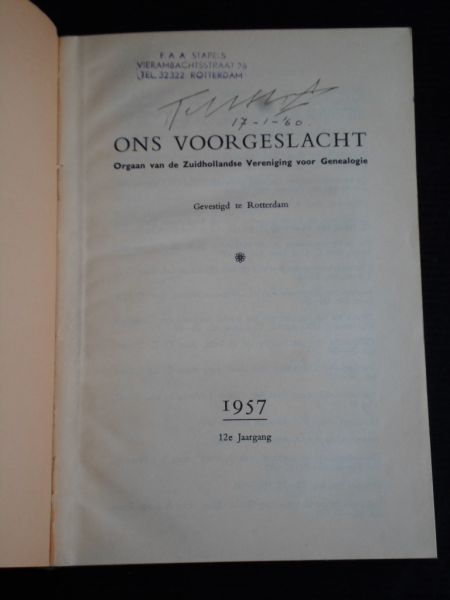 F. A. A. STAPELS
VIERAMBACHTSSTRAAT 76
TEL. 32322 ROTTERDAM
17-1-'60.
ONS VOORGESLACHT
Orgaan van de Zuidhollandse Vereniging voor Genealogie
Gevestigd te Rotterdam
1957
12e Jaargang